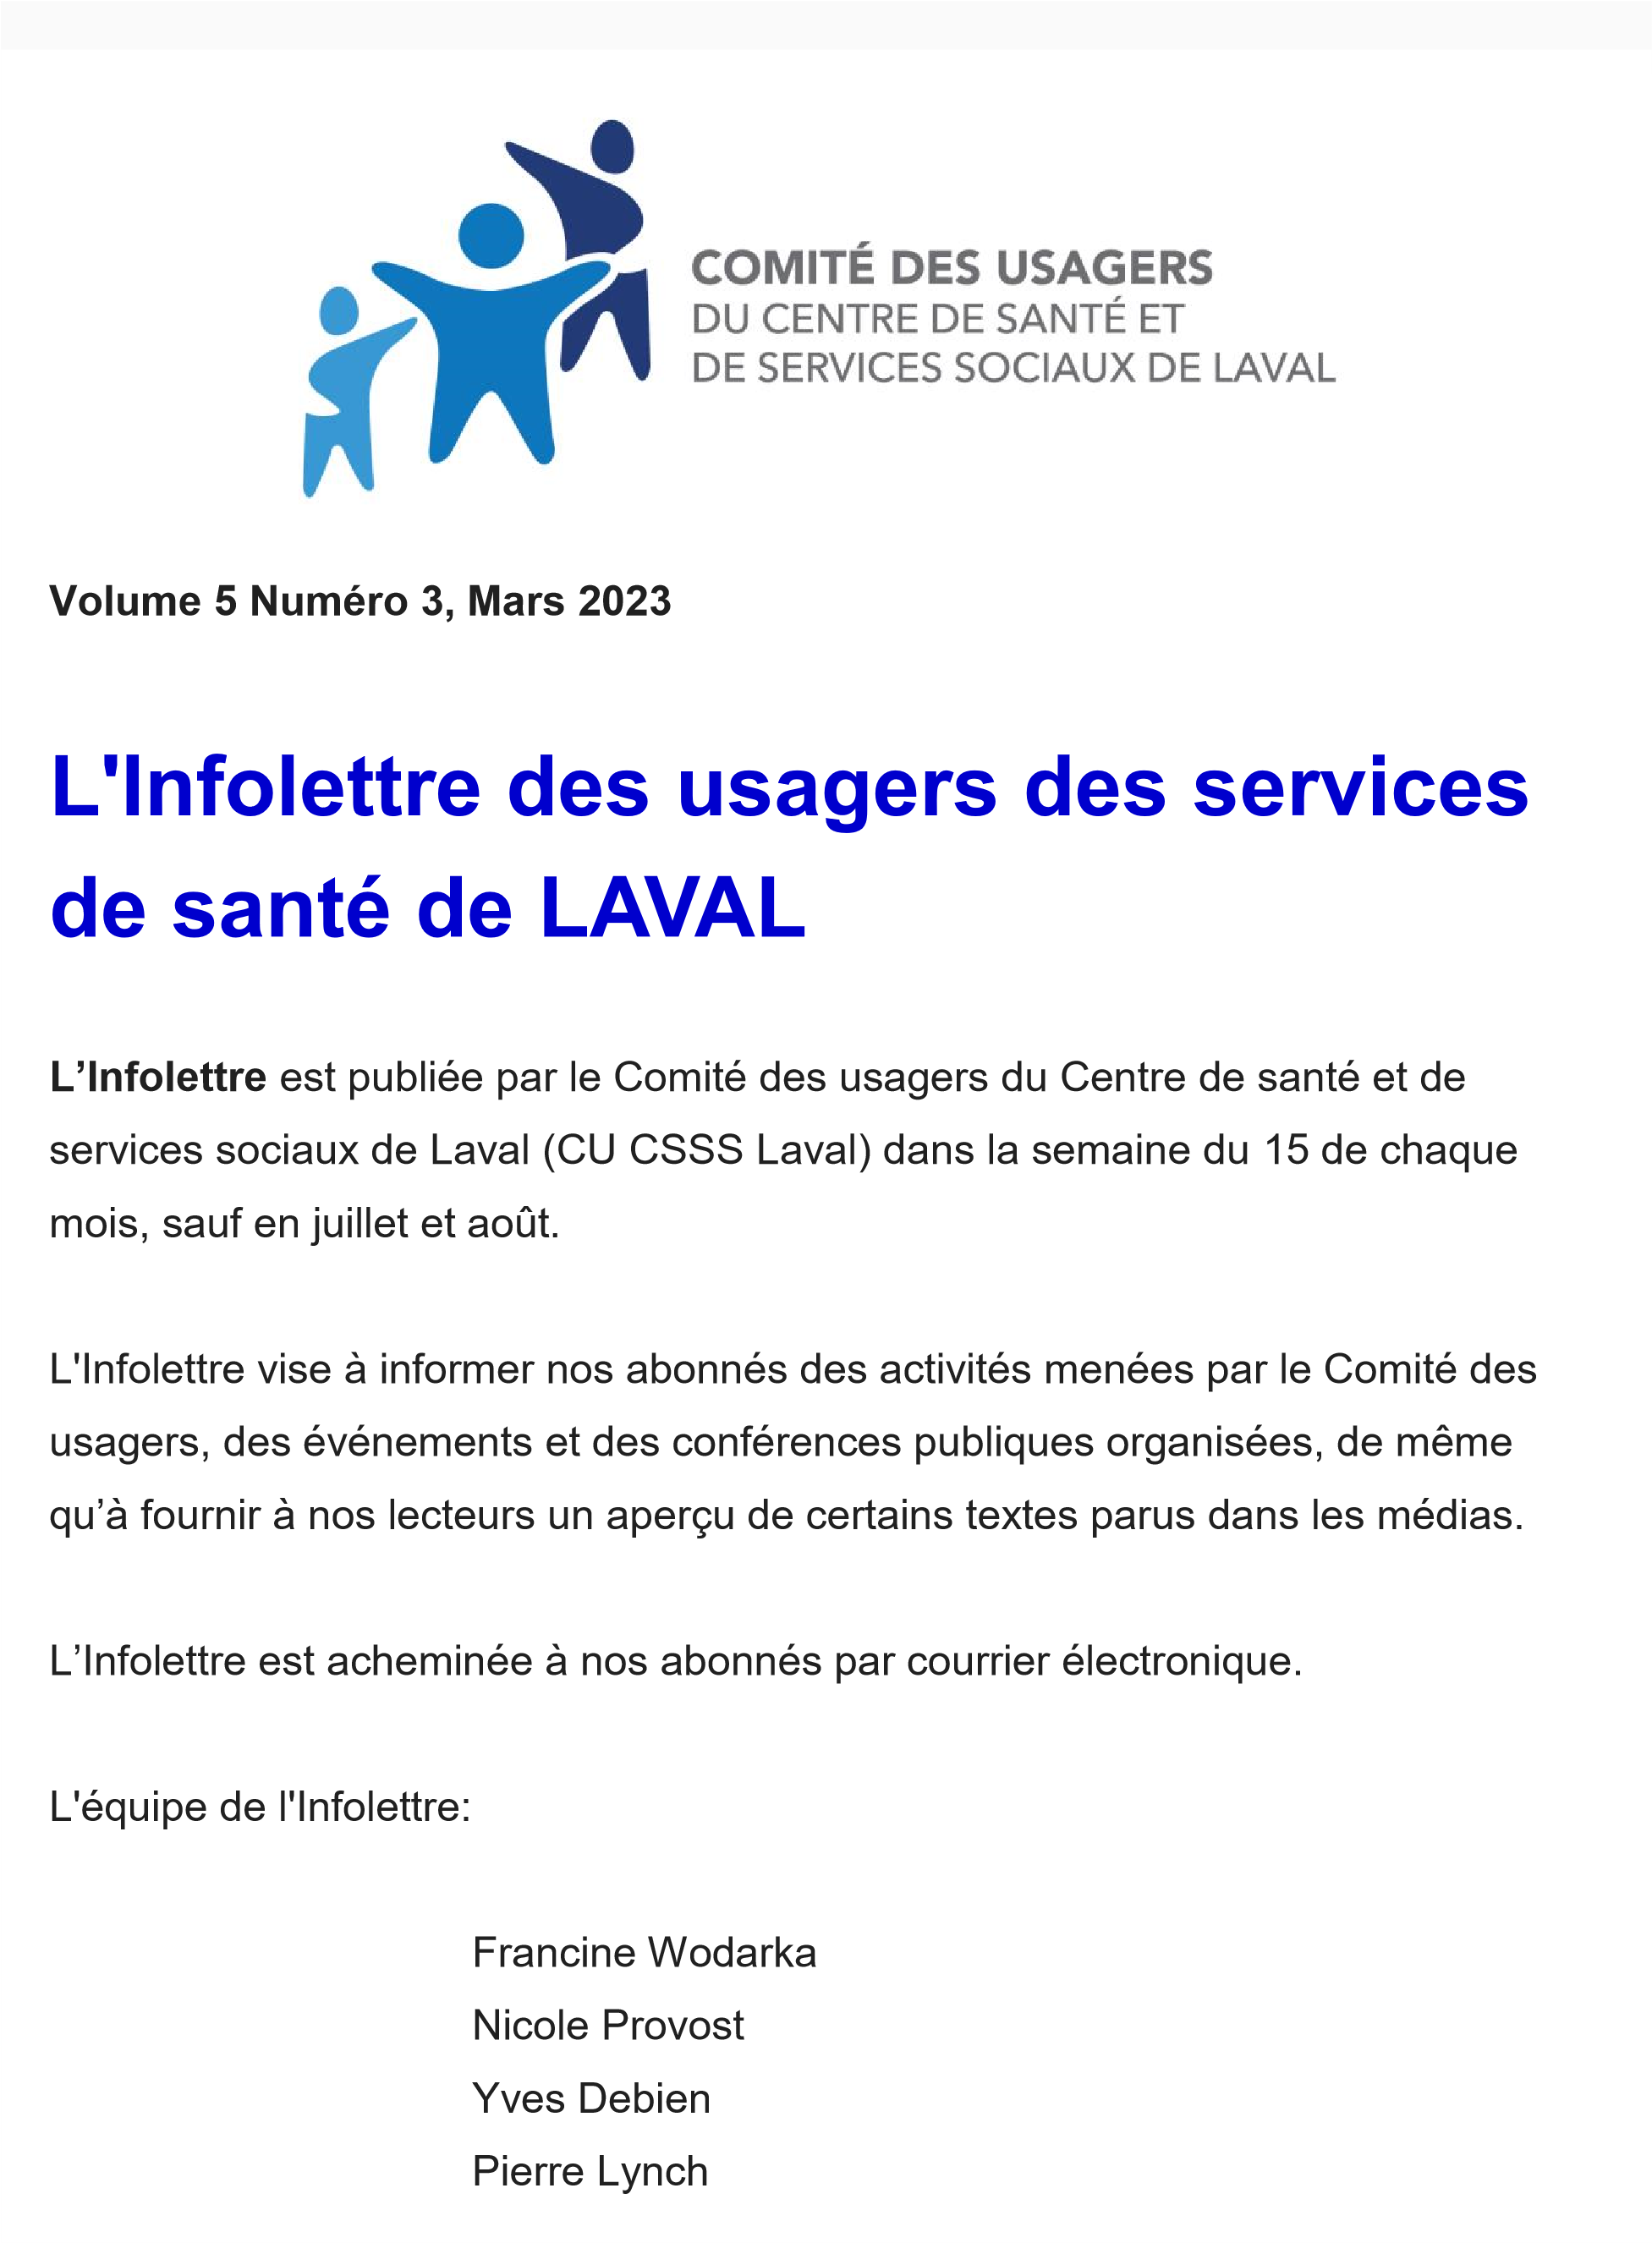 COMITÉ DES USAGERS
DU CENTRE DE SANTÉ ET
DE SERVICES SOCIAUX DE LAVAL
Volume 5 Numéro 3, Mars 2023
L'Infolettre des usagers des services
de santé de LAVAL
L’Infolettre est publiée par le Comité des usagers du Centre de santé et de
services sociaux de Laval (CU CSSS Laval) dans la semaine du 15 de chaque
mois, sauf en juillet et août.
L'Infolettre vise à informer nos abonnés des activités menées par le Comité des
usagers, des événements et des conférences publiques organisées, de même
qu’à fournir à nos lecteurs un aperçu de certains textes parus dans les médias.
L’Infolettre est acheminée à nos abonnés par courrier électronique.
L'équipe de l'Infolettre:
Francine Wodarka
Nicole Provost
Yves Debien
Pierre Lynch